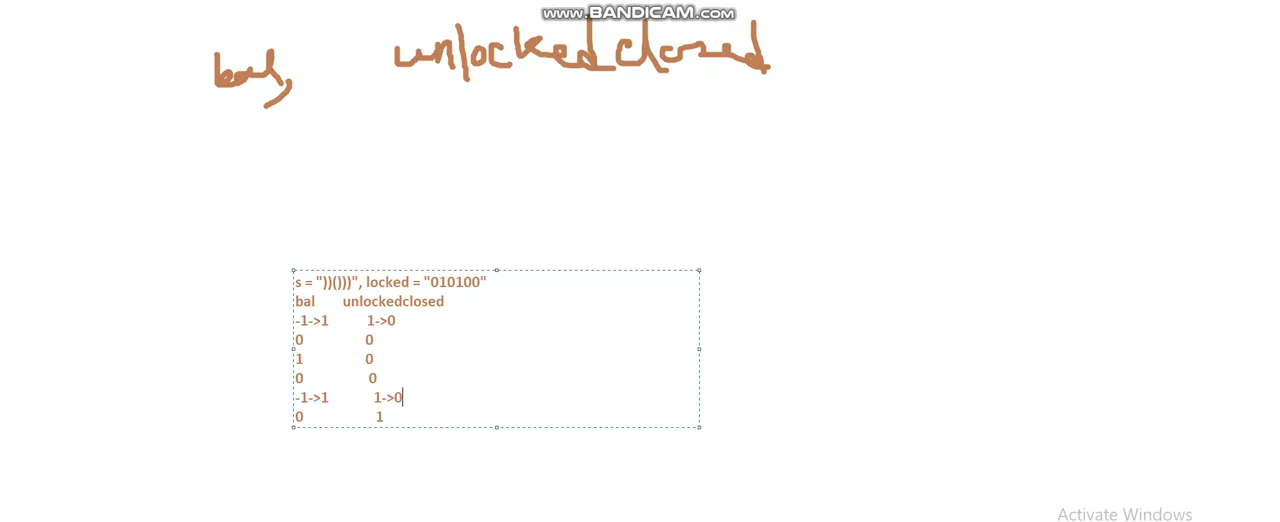 www.BANDICAM.com
bal, unlockedclosed
s = "))()))", locked = "010100"
bal unlockedclosed
-1->1 1->0
0 0
1 0
0 0
-1->1 1->0
0 1
Activate Windows